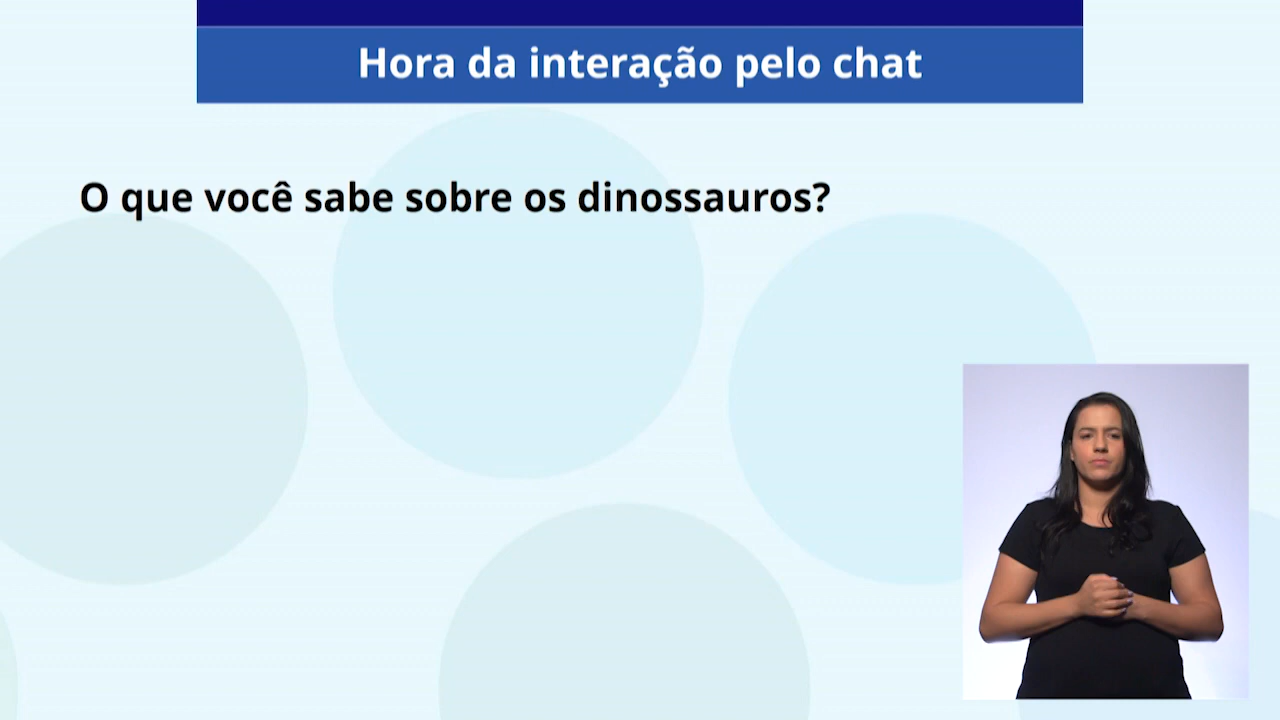 Hora da interação pelo chat
O que você sabe sobre os dinossauros?